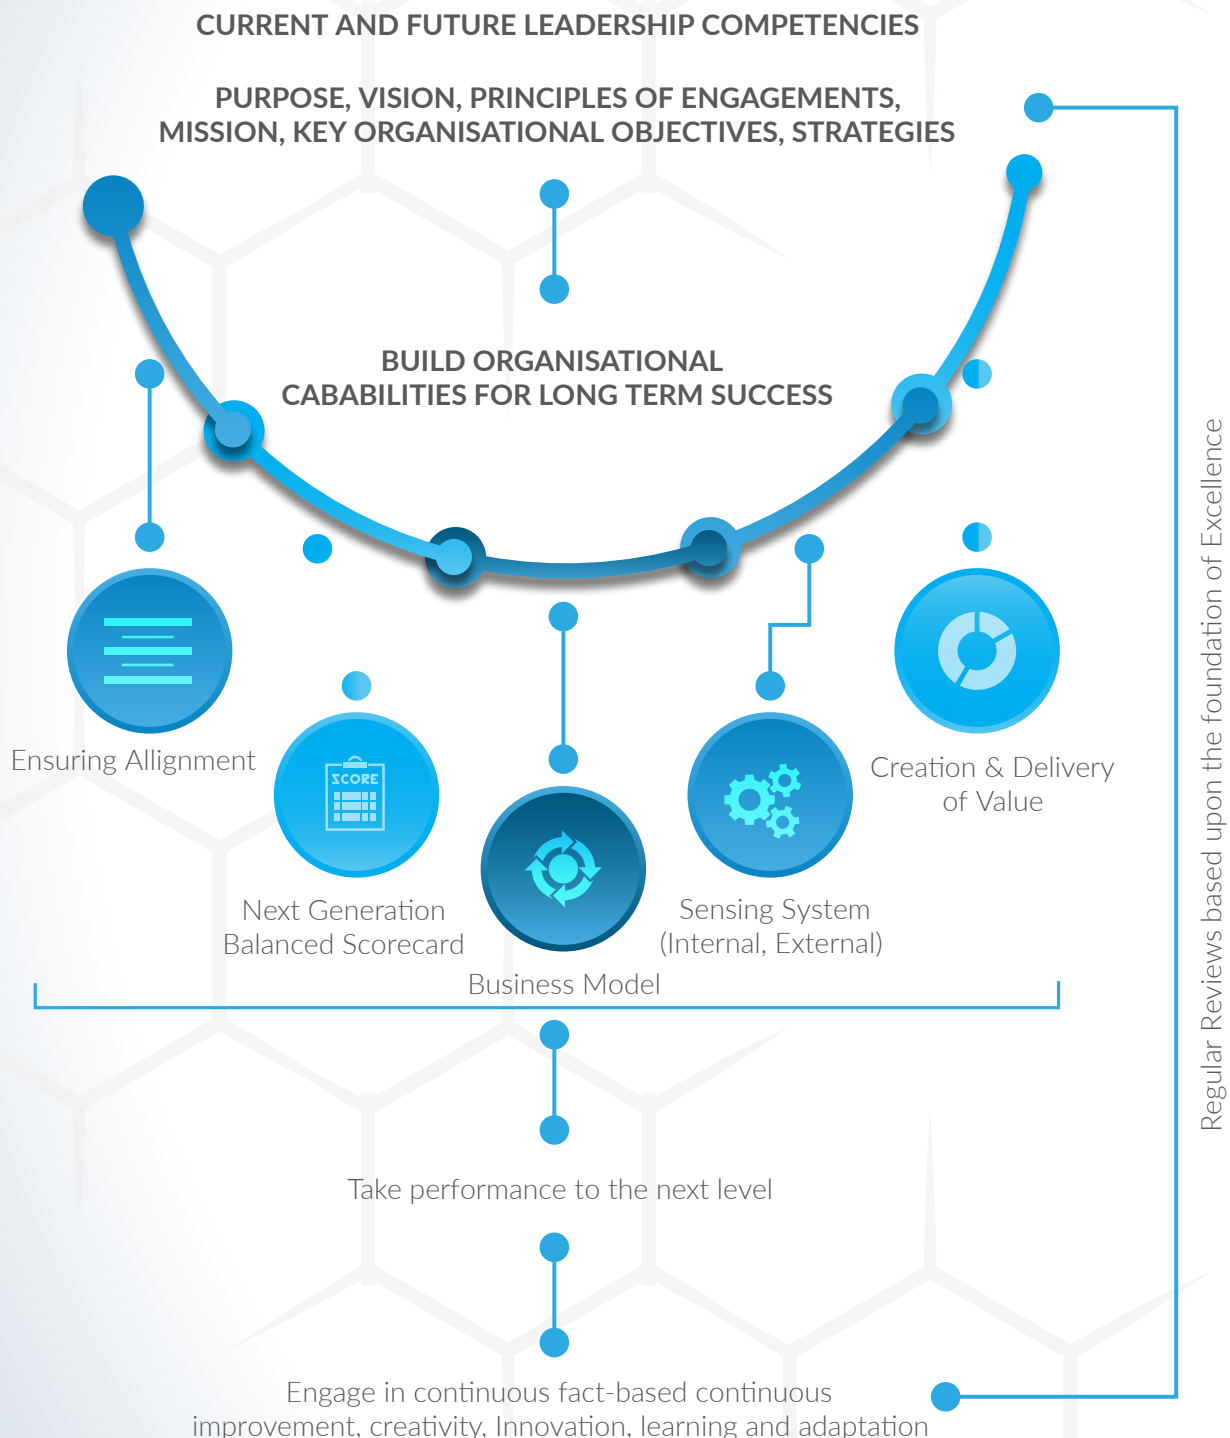 CURRENT AND FUTURE LEADERSHIP COMPETENCIES
PURPOSE, VISION, PRINCIPLES OF ENGAGEMENTS,
MISSION, KEY ORGANISATIONAL OBJECTIVES, STRATEGIES
BUILD ORGANISATIONAL
CABABILITIES FOR LONG TERM SUCCESS
Ensuring Allignment
SCORE
Next Generation
Balanced Scorecard
Business Model
Sensing System
(Internal, External)
Creation & Delivery
of Value
Take performance to the next level
Engage in continuous fact-based continuous
improvement, creativity, Innovation, learning and adaptation
Regular Reviews based upon the foundation of Excellence